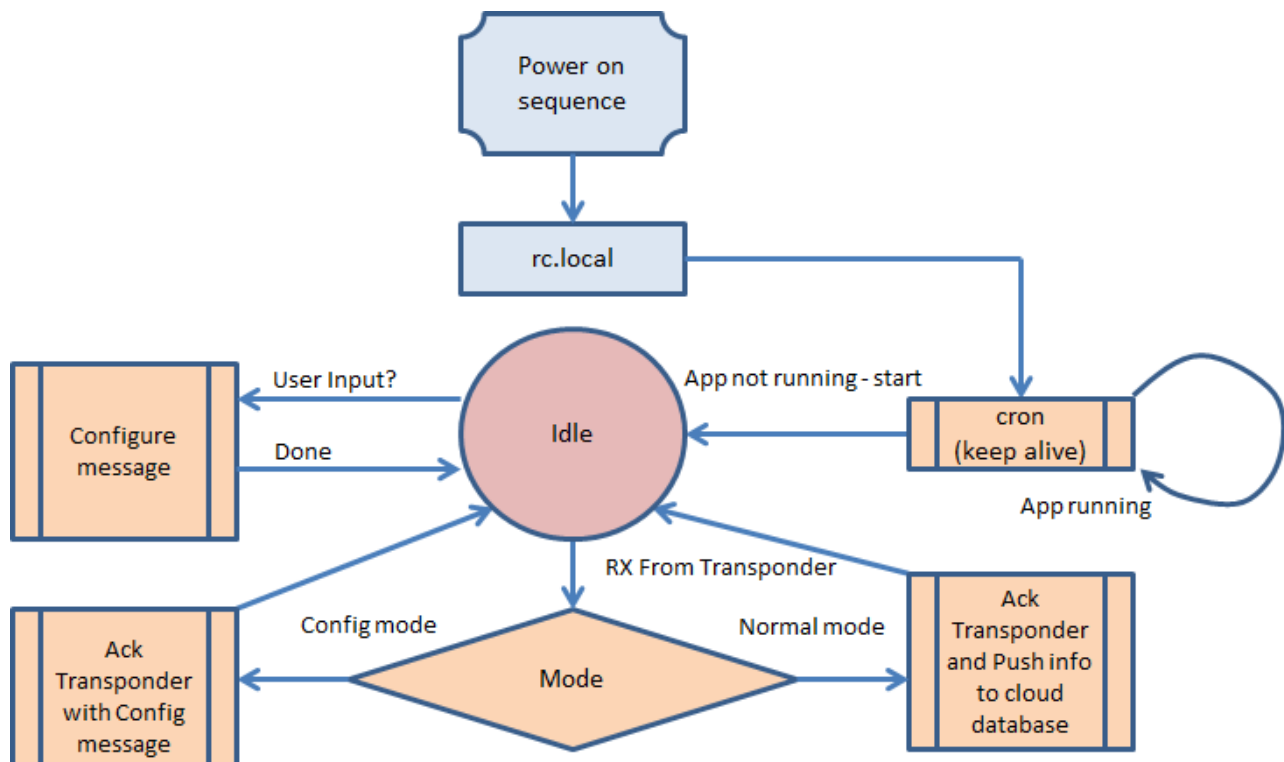 Power on
sequence
rc.local
User Input?
App not running - start
Configure
message
Idle
cron
(keep alive)
Done
App running
RX From Transponder
Config mode
Normal mode
Ack
Transponder
with Config
message
Mode
Ack
Transponder
and Push info
to cloud
database